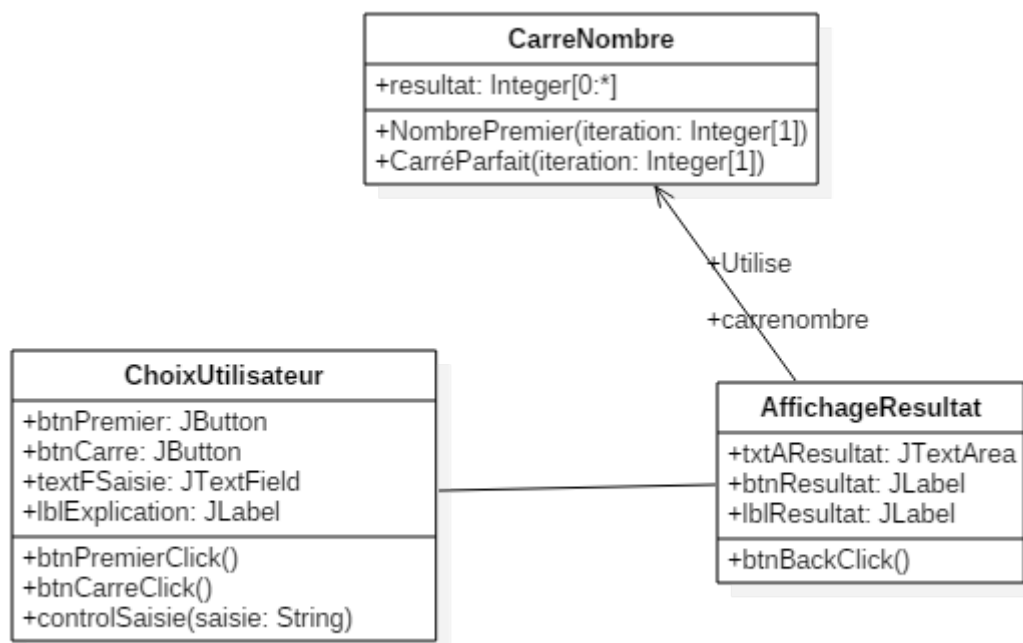 CarreNombre
+resultat: Integer[0:*]
+NombrePremier(iteration: Integer[1])
+CarréParfait(iteration: Integer[1])
+Utilise
+carrenombre
ChoixUtilisateur
+btnPremier: JButton
+btnCarre: JButton
+textFSaisie: JTextField
+lblExplication: JLabel
+btnPremierClick()
+btnCarreClick()
+controlSaisie(saisie: String)
AffichageResultat
+txtAResultat: JTextArea
+btnResultat: JLabel
+lblResultat: JLabel
+btnBackClick()